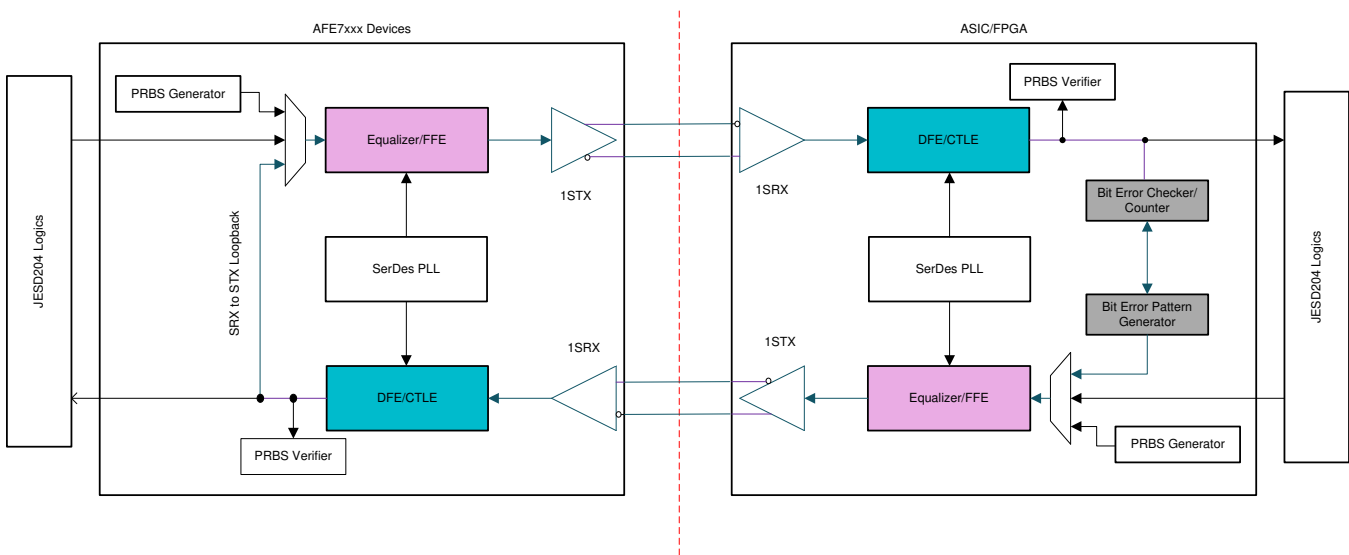 AFE7xxx Devices
ASIC/FPGA
PRBS Generator
PRBS Verifier
Equalizer/FFE
DFE/CTLE
1STX
1SRX
Bit Error Checker/
Counter
JESD204 Logics
SRX to STX Loopback
SerDes PLL
SerDes PLL
JESD204 Logics
Bit Error Pattern
Generator
1SRX
1STX
DFE/CTLE
Equalizer/FFE
PRBS Verifier
PRBS Generator